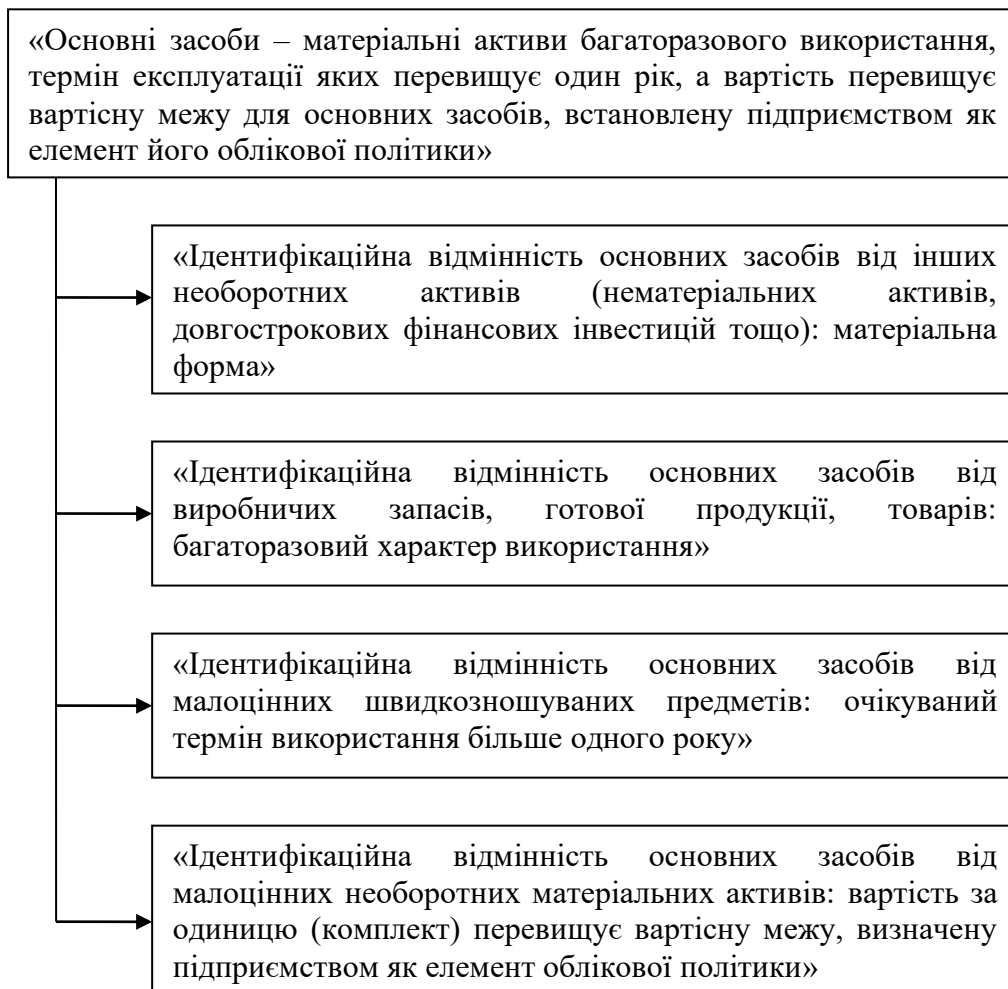 «Основні засоби – матеріальні активи багаторазового використання,
термін експлуатації яких перевищує один рік, а вартість перевищує
вартісну межу для основних засобів, встановлену підприємством як
елемент його облікової політики»
«Ідентифікаційна відмінність основних засобів від інших
необоротних активів (нематеріальних активів,
довгострокових фінансових інвестицій тощо): матеріальна
форма»
«Ідентифікаційна відмінність основних засобів від
виробничих запасів, готової продукції, товарів:
багаторазовий характер використання»
«Ідентифікаційна відмінність основних засобів від
малоцінних швидкозношуваних предметів: очікуваний
термін використання більше одного року»
«Ідентифікаційна відмінність основних засобів від
малоцінних необоротних матеріальних активів: вартість за
одиницю (комплект) перевищує вартісну межу, визначену
підприємством як елемент облікової політики»